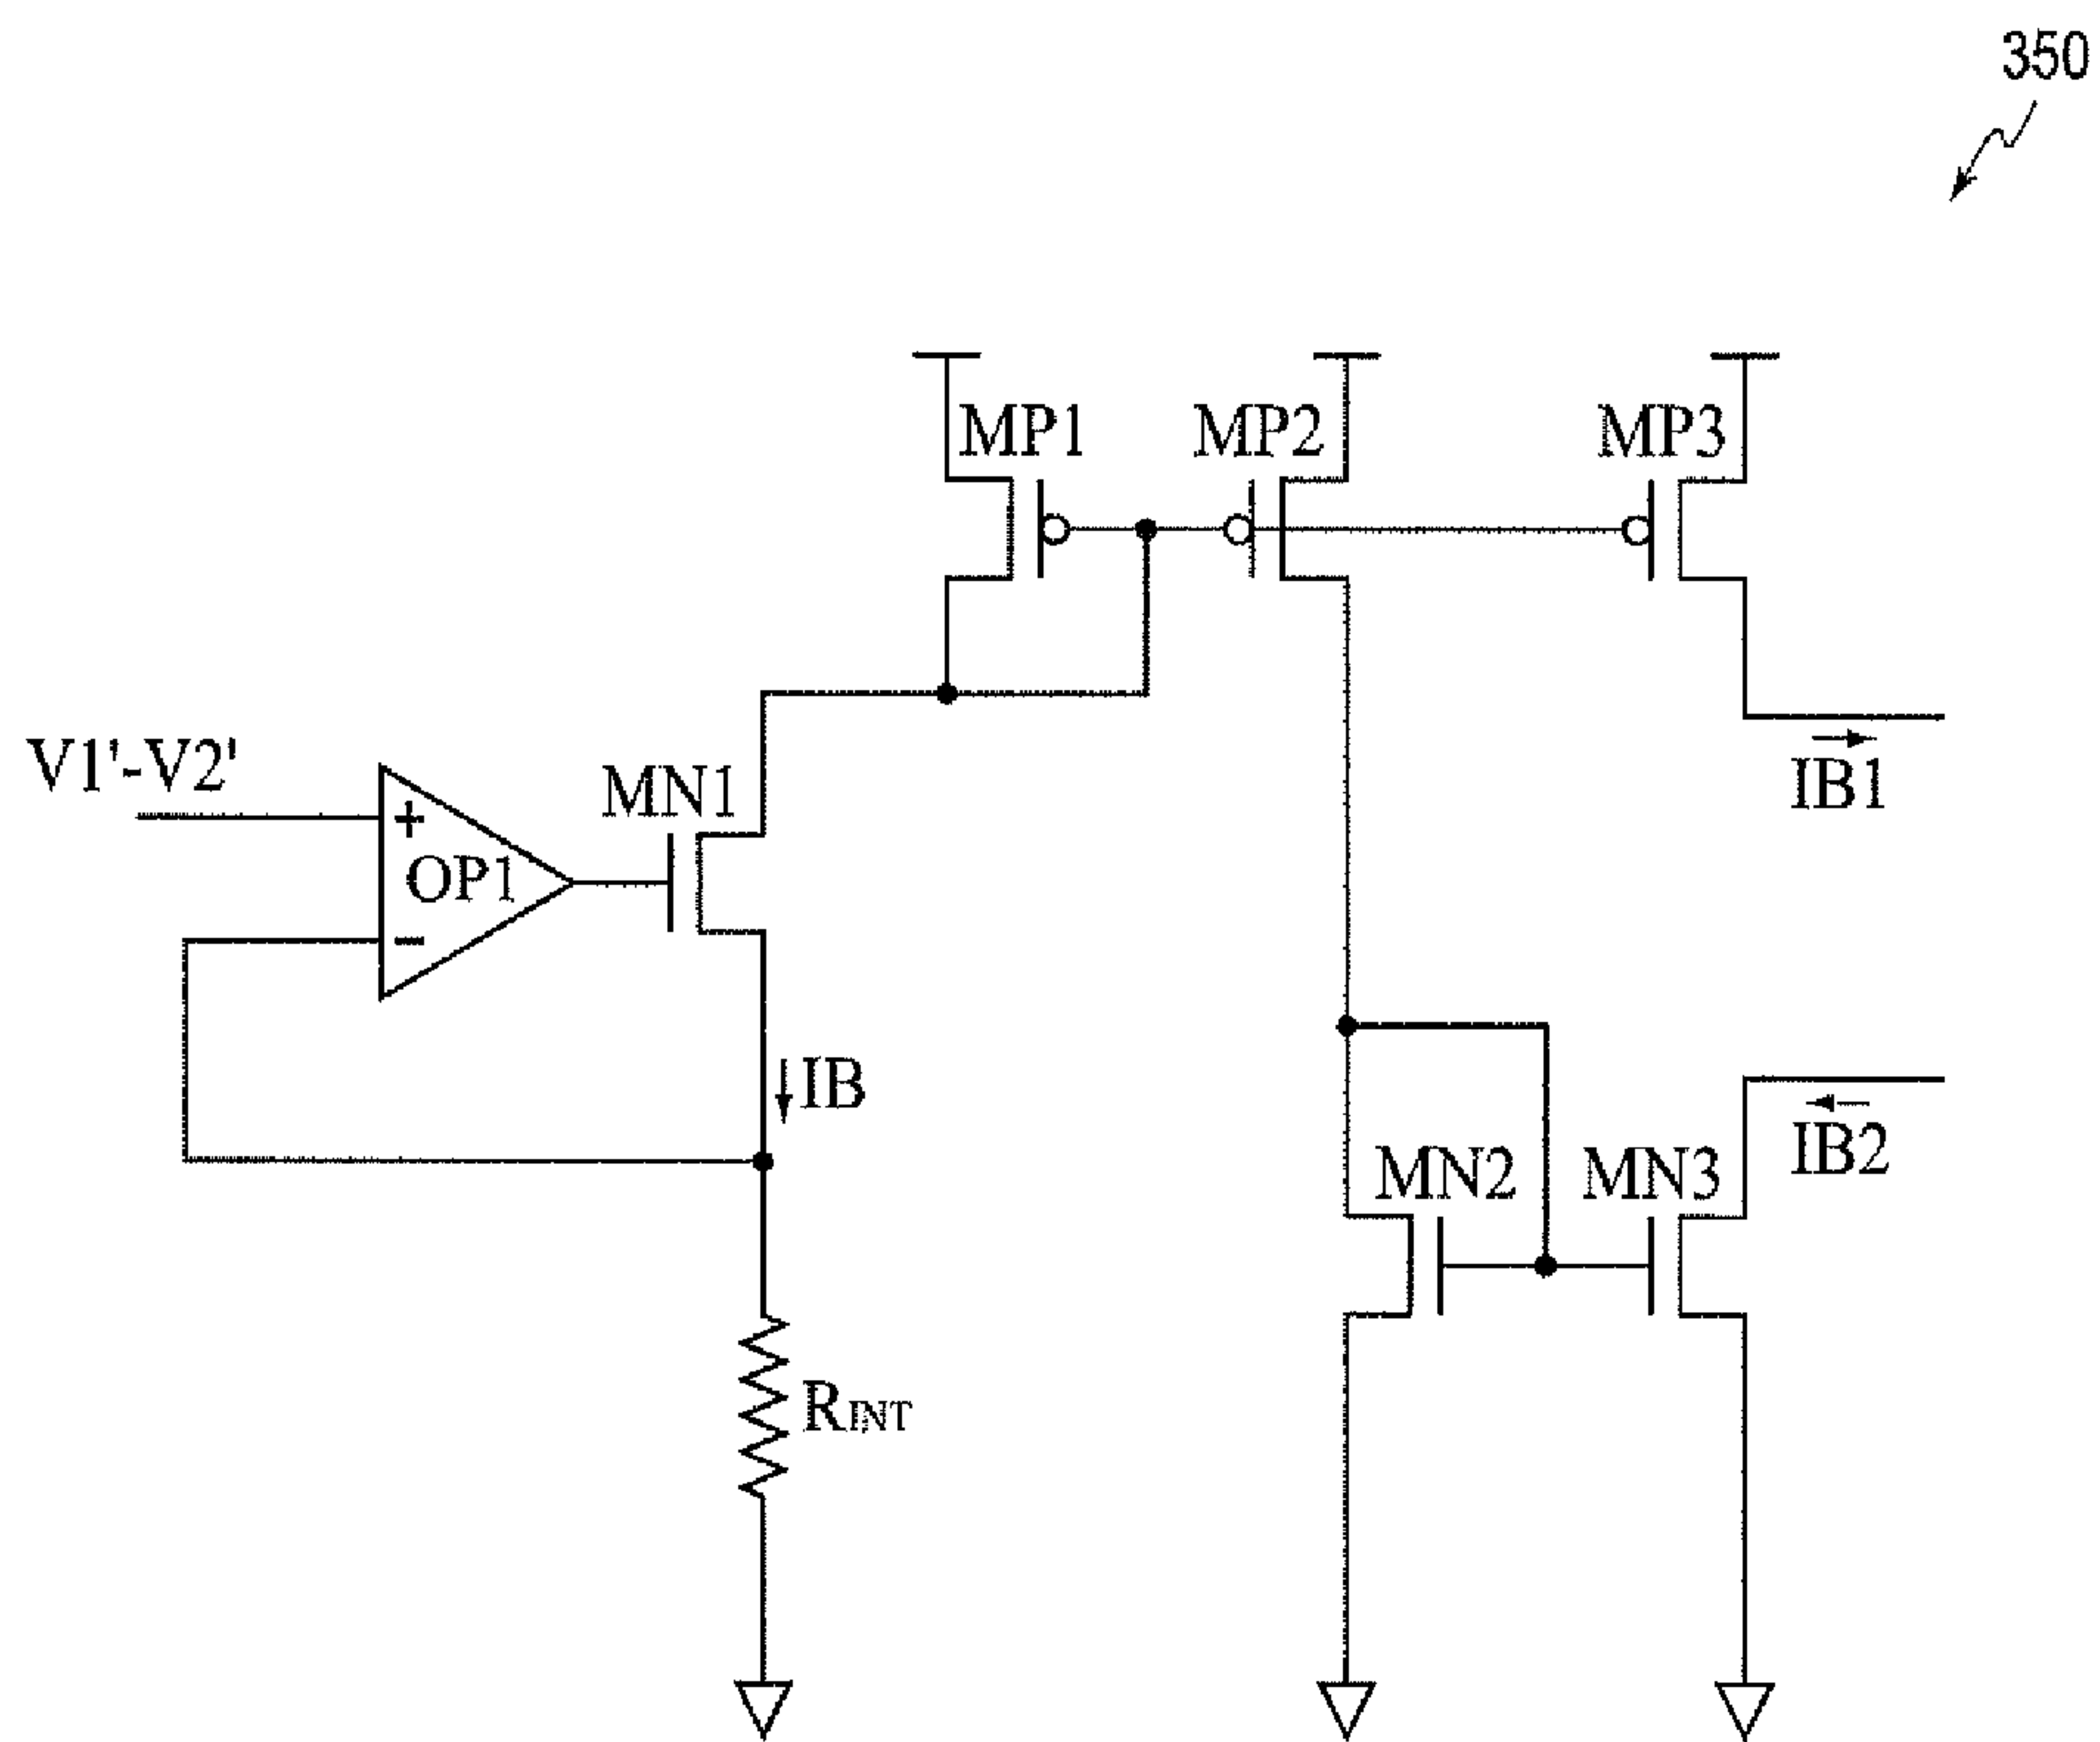 350
MP1 MP2 MP3
V1'-V2'
MN1
IB1
+
OP1
-
IB
IB2
MN2 MN3
RINT